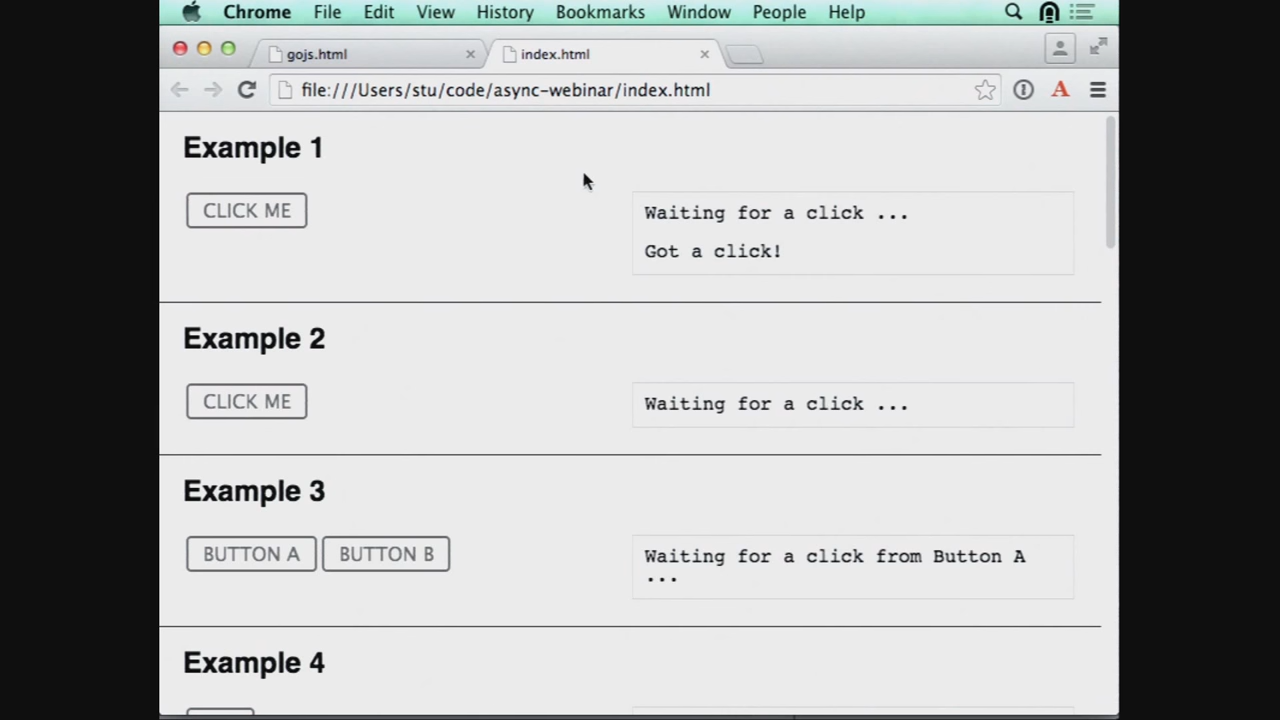 Chrome File Edit View History Bookmarks Window People Help
gojs.html
index.html
file:///Users/stu/code/async-webinar/index.html
A
Example 1
CLICK ME
Waiting for a click ...
Got a click!
Example 2
CLICK ME
Waiting for a click ...
Example 3
BUTTON A BUTTON B
Waiting for a click from Button A
...
Example 4